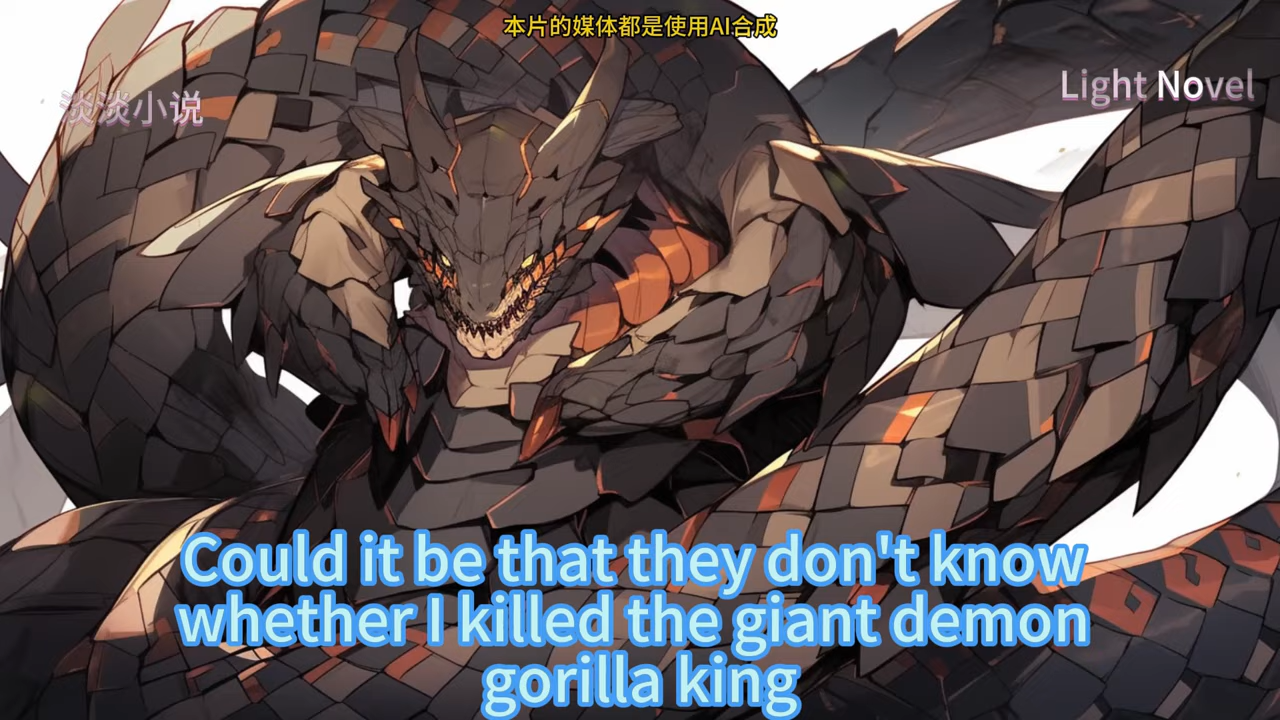 本片的媒体都是使用AI合成
淡淡小说
Light Novel
Could it be that they don't know
whether I killed the giant demon
gorilla king